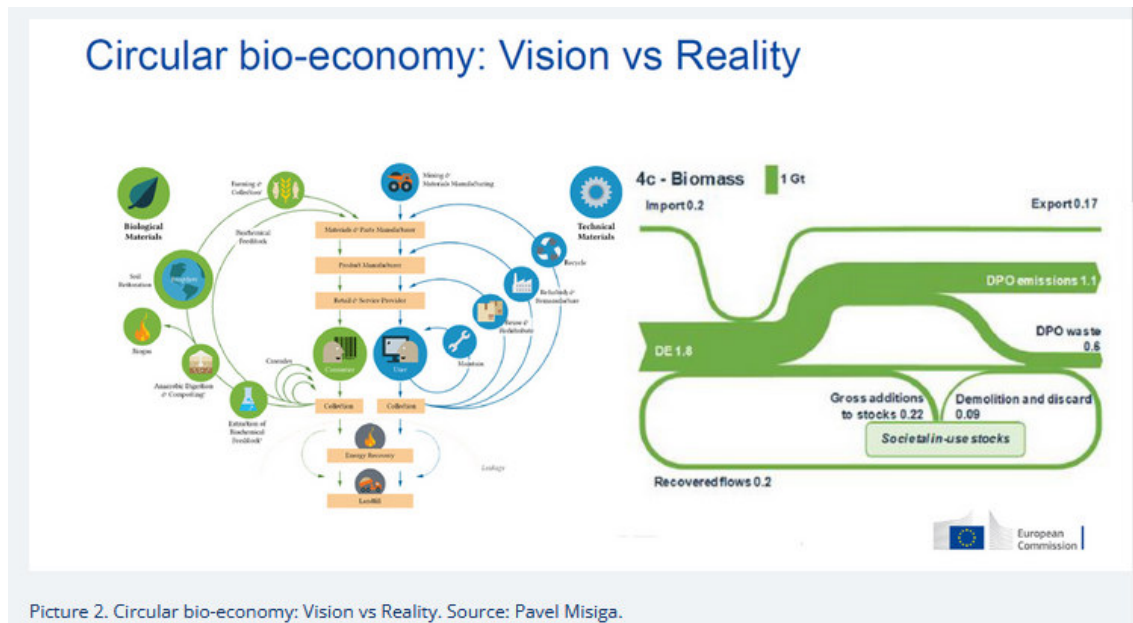 Circular bio-economy: Vision vs Reality
Farming &
Collection¹
Mining &
Materials Manufacturing
Biological
Materials
Technical
Materials
Biochemical
Feedstock
Materials & Parts Manufacturer
Product Manufacturer
Retail & Service Provider
Recycle
Refurbish &
Remanufacture
Reuse &
Redistribute
Maintain
Soil
Restoration
Biogas
Anaerobic Digestion
& Composting
Cascades
Consumer
User
Collection
Collection
Extraction of
Biochemical
Feedstock²
Energy Recovery
Leakage
Landfill
4c - Biomass
1 Gt
Import 0.2
Export 0.17
DPO emissions 1.1
DPO waste
0.6
DE 1.8
Gross additions
to stocks 0.22
Demolition and discard
0.09
Societal in-use stocks
Recovered flows 0.2
European
Commission
Picture 2. Circular bio-economy: Vision vs Reality. Source: Pavel Misiga.